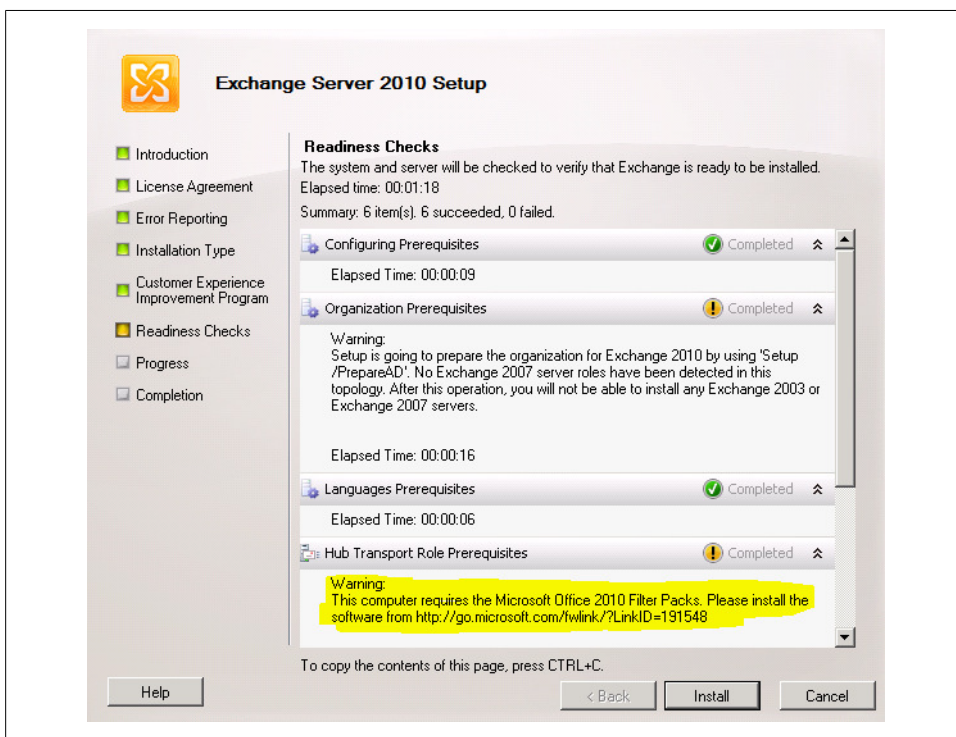 Exchange Server 2010 Setup
Introduction
License Agreement
Error Reporting
Installation Type
Customer Experience
Improvement Program
Readiness Checks
Progress
Completion
Readiness Checks
The system and server will be checked to verify that Exchange is ready to be installed.
Elapsed time: 00:01:18
Summary: 6 item(s). 6 succeeded, 0 failed.
Configuring Prerequisites Completed
Elapsed Time: 00:00:09
Organization Prerequisites Completed
Warning:
Setup is going to prepare the organization for Exchange 2010 by using 'Setup
/PrepareAD'. No Exchange 2007 server roles have been detected in this
topology. After this operation, you will not be able to install any Exchange 2003 or
Exchange 2007 servers.
Elapsed Time: 00:00:16
Languages Prerequisites Completed
Elapsed Time: 00:00:06
Hub Transport Role Prerequisites Completed
Warning:
This computer requires the Microsoft Office 2010 Filter Packs. Please install the
software from http://go.microsoft.com/fwlink/?LinkID=191548
To copy the contents of this page, press CTRL+C.
Help < Back Install Cancel